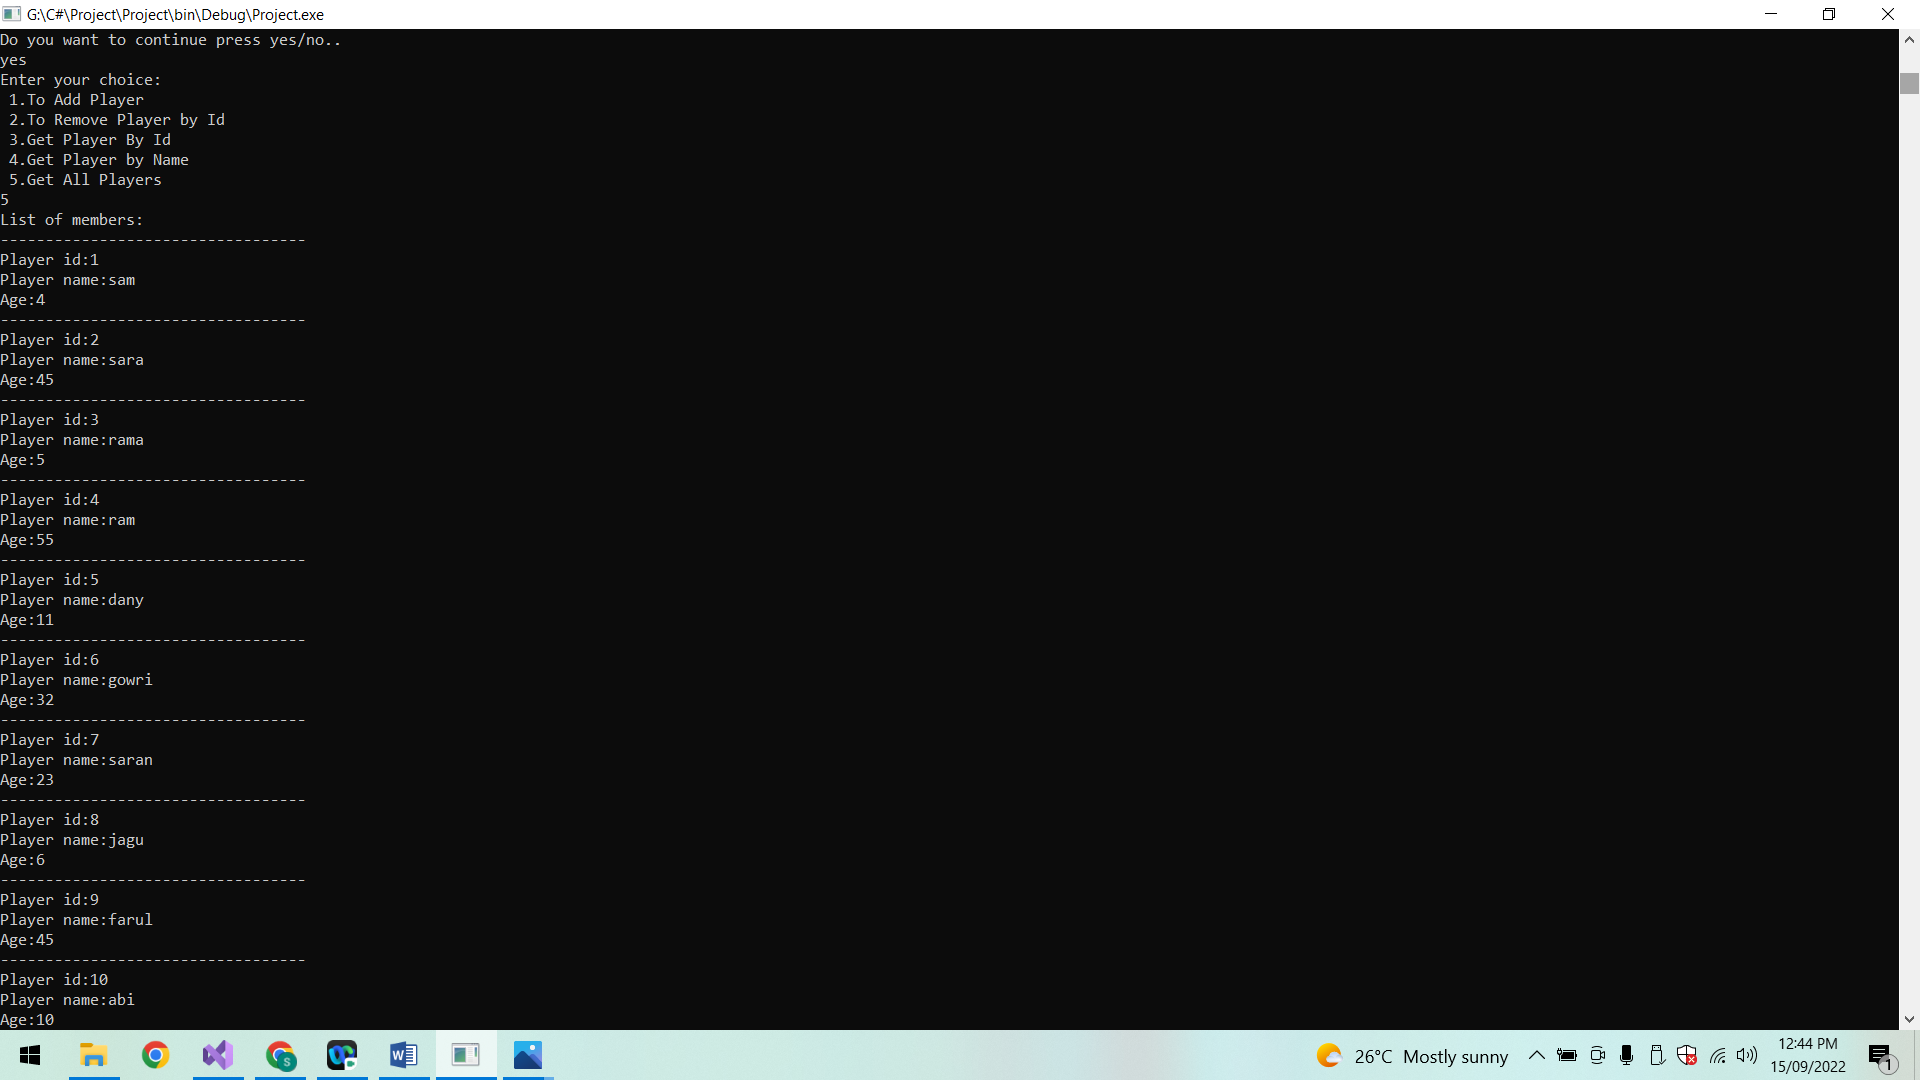 G:\C#\Project\Project\bin\Debug\Project.exe
Do you want to continue press yes/no..
yes
Enter your choice:
 1.To Add Player
 2.To Remove Player by Id
 3.Get Player By Id
 4.Get Player by Name
 5.Get All Players
5
List of members:
----------------------------------
Player id:1
Player name:sam
Age:4
----------------------------------
Player id:2
Player name:sara
Age:45
----------------------------------
Player id:3
Player name:rama
Age:5
----------------------------------
Player id:4
Player name:ram
Age:55
----------------------------------
Player id:5
Player name:dany
Age:11
----------------------------------
Player id:6
Player name:gowri
Age:32
----------------------------------
Player id:7
Player name:saran
Age:23
----------------------------------
Player id:8
Player name:jagu
Age:6
----------------------------------
Player id:9
Player name:farul
Age:45
----------------------------------
Player id:10
Player name:abi
Age:10
26°C Mostly sunny
12:44 PM
15/09/2022
1